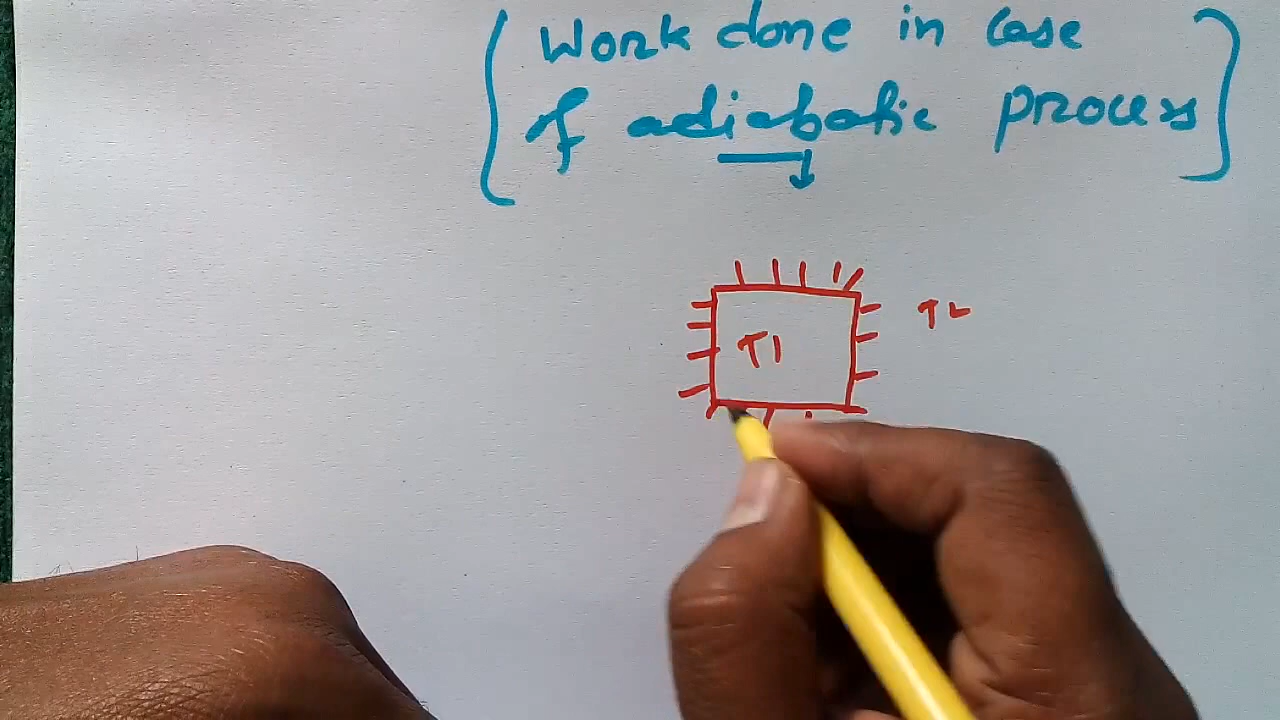 (Work done in case
of adiabatic process)
T1
T2